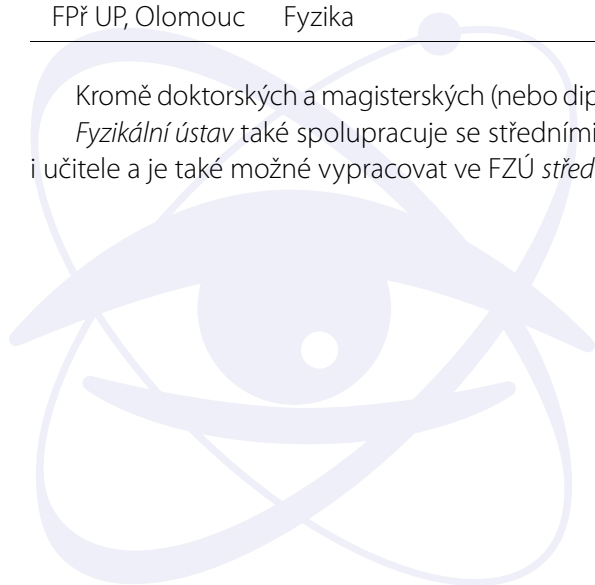 FPř UP, Olomouc Fyzika
Kromě doktorských a magisterských (nebo dip
Fyzikální ústav také spolupracuje se středními
i učitele a je také možné vypracovat ve FZÚ střed